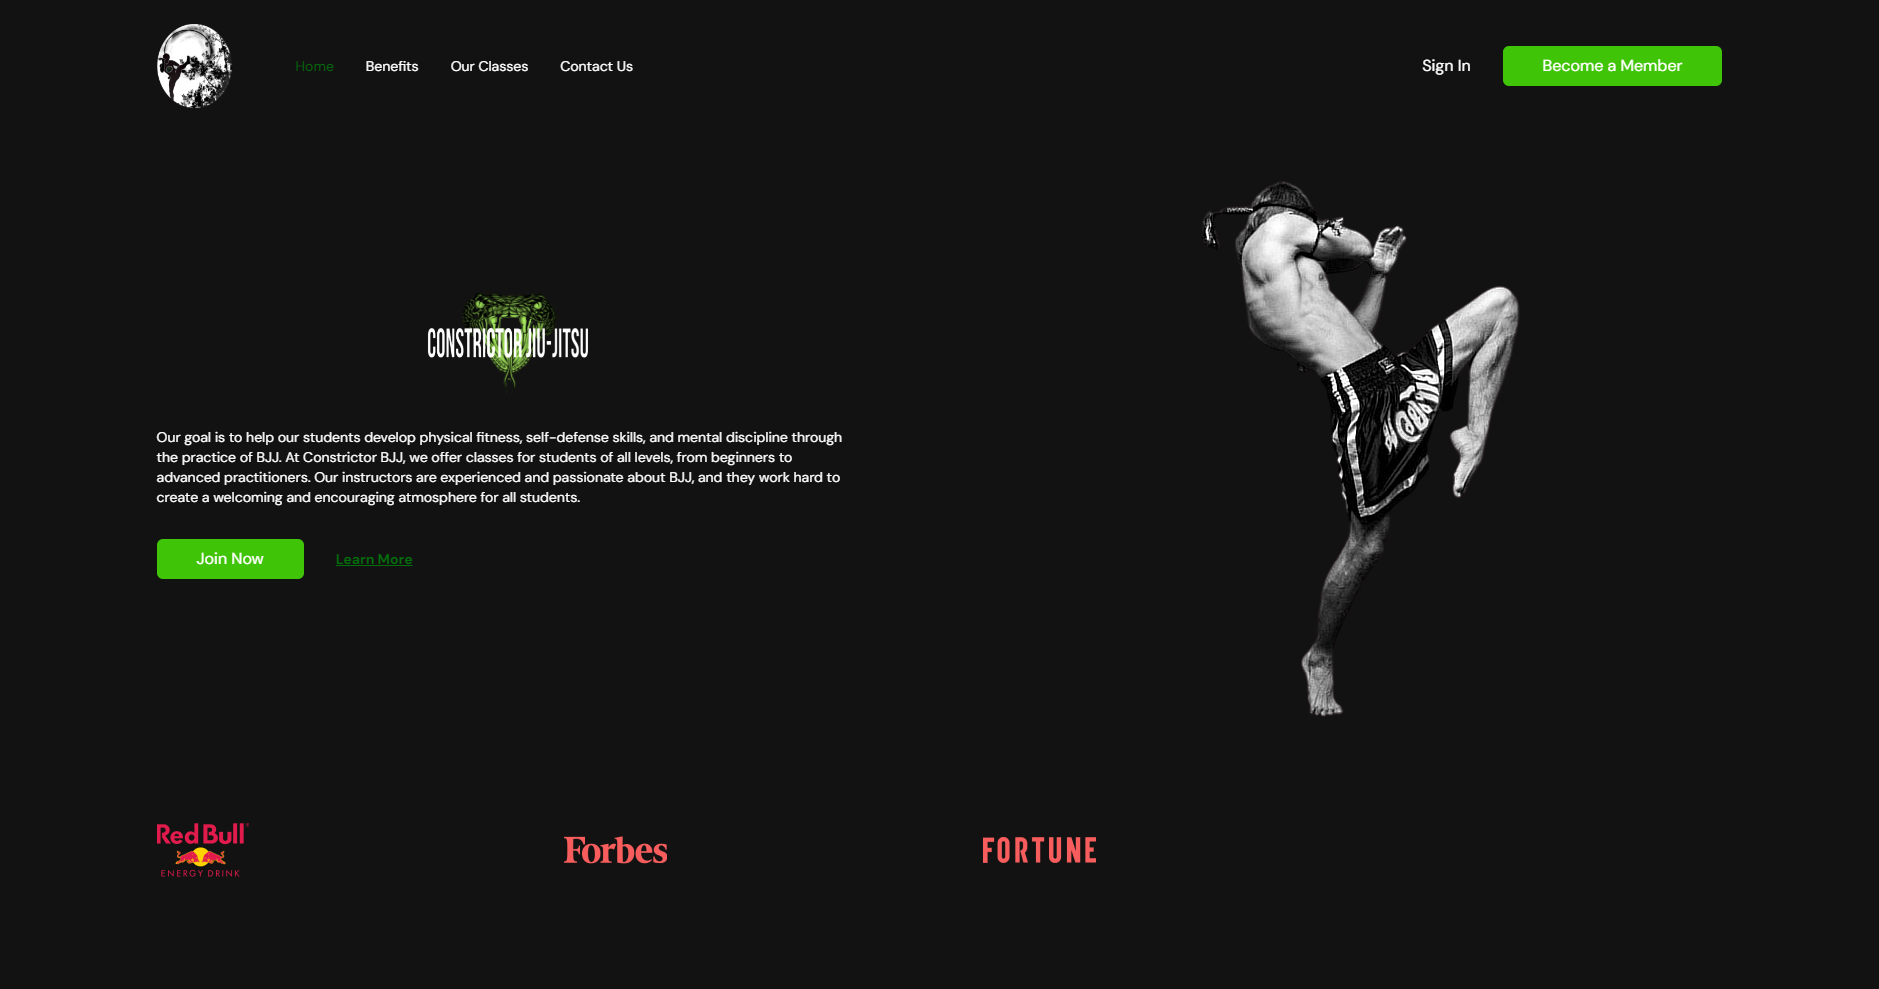 Home
Benefits
Our Classes
Contact Us
Sign In
Become a Member
CONSTRICTOR JIU-JITSU
Our goal is to help our students develop physical fitness, self-defense skills, and mental discipline through
the practice of BJJ. At Constrictor BJJ, we offer classes for students of all levels, from beginners to
advanced practitioners. Our instructors are experienced and passionate about BJJ, and they work hard to
create a welcoming and encouraging atmosphere for all students.
Join Now
Learn More
Red Bull
ENERGY DRINK
Forbes
FORTUNE